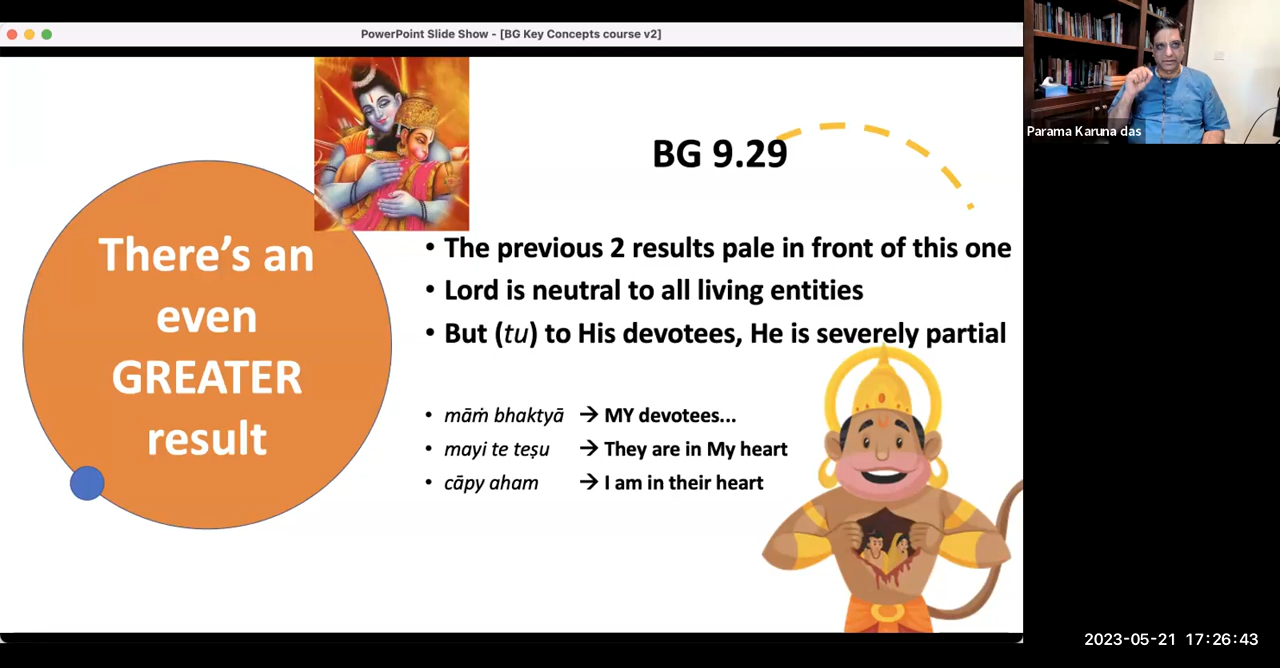 PowerPoint Slide Show - [BG Key Concepts course v2]
Parama Karuna das
There's an
even
GREATER
result
BG 9.29
• The previous 2 results pale in front of this one
• Lord is neutral to all living entities
• But (tu) to His devotees, He is severely partial
• māṁ bhaktyā → MY devotees...
• mayi te teṣu → They are in My heart
• cāpy aham → I am in their heart
2023-05-21 17:26:43